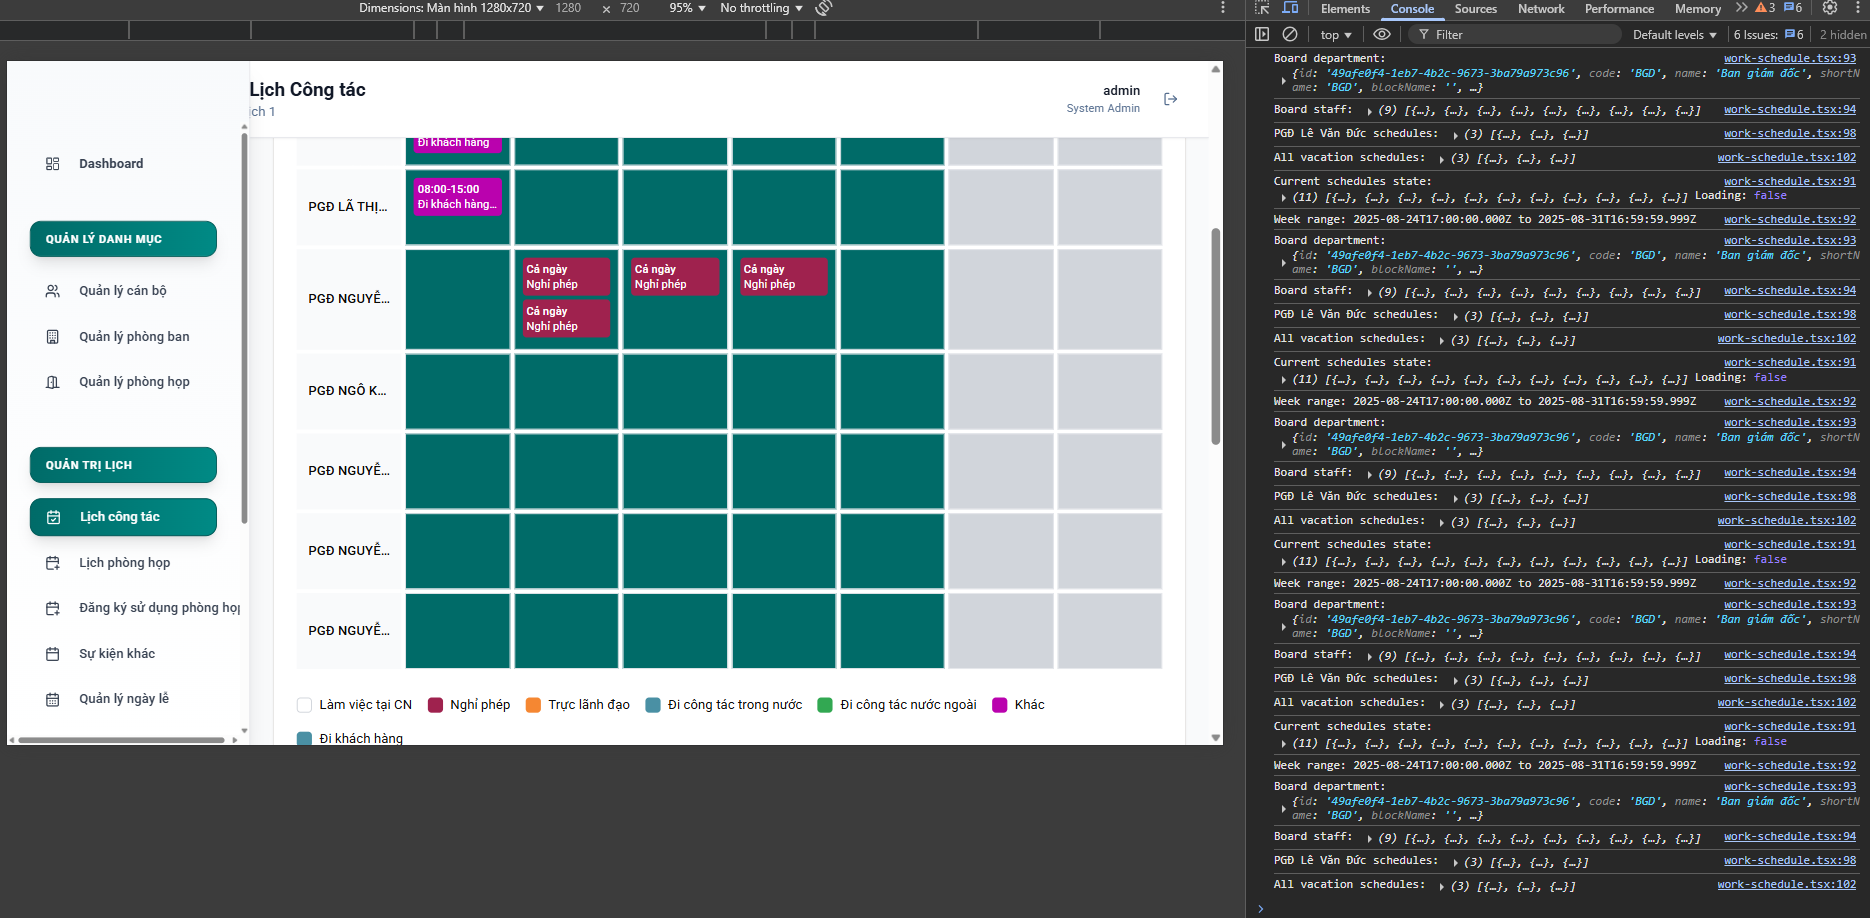 Dimensions: Màn hình 1280x720 ▼ 1280 × 720 95% ▼ No throttling ▼
Lịch Công tác
ịch 1
admin
System Admin
Dashboard
QUẢN LÝ DANH MỤC
Quản lý cán bộ
Quản lý phòng ban
Quản lý phòng họp
QUẢN TRỊ LỊCH
Lịch công tác
Lịch phòng họp
Đăng ký sử dụng phòng họp
Sự kiện khác
Quản lý ngày lễ
Đi khách hàng
PGĐ LÃ THỊ...
08:00-15:00
Đi khách hàng...
PGĐ NGUYỄ...
Cả ngày
Nghỉ phép
Cả ngày
Nghỉ phép
Cả ngày
Nghỉ phép
Cả ngày
Nghỉ phép
PGĐ NGÔ K...
PGĐ NGUYỄ...
PGĐ NGUYỄ...
PGĐ NGUYỄ...
Làm việc tại CN Nghỉ phép Trực lãnh đạo Đi công tác trong nước Đi công tác nước ngoài Khác
Đi khách hàng
Elements Console Sources Network Performance Memory 3 6
top ▼ Filter Default levels ▼ 6 Issues: 6 2 hidden
Board department: work-schedule.tsx:93
{id: '49afe0f4-1eb7-4b2c-9673-3ba79a973c96', code: 'BGD', name: 'Ban giám đốc', shortN
ame: 'BGD', blockName: '', …}
Board staff: (9) [{…}, {…}, {…}, {…}, {…}, {…}, {…}, {…}, {…}] work-schedule.tsx:94
PGĐ Lê Văn Đức schedules: (3) [{…}, {…}, {…}] work-schedule.tsx:98
All vacation schedules: (3) [{…}, {…}, {…}] work-schedule.tsx:102
Current schedules state: work-schedule.tsx:91
(11) [{…}, {…}, {…}, {…}, {…}, {…}, {…}, {…}, {…}, {…}, {…}] Loading: false
Week range: 2025-08-24T17:00:00.000Z to 2025-08-31T16:59:59.999Z work-schedule.tsx:92
Board department: work-schedule.tsx:93
{id: '49afe0f4-1eb7-4b2c-9673-3ba79a973c96', code: 'BGD', name: 'Ban giám đốc', shortN
ame: 'BGD', blockName: '', …}
Board staff: (9) [{…}, {…}, {…}, {…}, {…}, {…}, {…}, {…}, {…}] work-schedule.tsx:94
PGĐ Lê Văn Đức schedules: (3) [{…}, {…}, {…}] work-schedule.tsx:98
All vacation schedules: (3) [{…}, {…}, {…}] work-schedule.tsx:102
Current schedules state: work-schedule.tsx:91
(11) [{…}, {…}, {…}, {…}, {…}, {…}, {…}, {…}, {…}, {…}, {…}] Loading: false
Week range: 2025-08-24T17:00:00.000Z to 2025-08-31T16:59:59.999Z work-schedule.tsx:92
Board department: work-schedule.tsx:93
{id: '49afe0f4-1eb7-4b2c-9673-3ba79a973c96', code: 'BGD', name: 'Ban giám đốc', shortN
ame: 'BGD', blockName: '', …}
Board staff: (9) [{…}, {…}, {…}, {…}, {…}, {…}, {…}, {…}, {…}] work-schedule.tsx:94
PGĐ Lê Văn Đức schedules: (3) [{…}, {…}, {…}] work-schedule.tsx:98
All vacation schedules: (3) [{…}, {…}, {…}] work-schedule.tsx:102
Current schedules state: work-schedule.tsx:91
(11) [{…}, {…}, {…}, {…}, {…}, {…}, {…}, {…}, {…}, {…}, {…}] Loading: false
Week range: 2025-08-24T17:00:00.000Z to 2025-08-31T16:59:59.999Z work-schedule.tsx:92
Board department: work-schedule.tsx:93
{id: '49afe0f4-1eb7-4b2c-9673-3ba79a973c96', code: 'BGD', name: 'Ban giám đốc', shortN
ame: 'BGD', blockName: '', …}
Board staff: (9) [{…}, {…}, {…}, {…}, {…}, {…}, {…}, {…}, {…}] work-schedule.tsx:94
PGĐ Lê Văn Đức schedules: (3) [{…}, {…}, {…}] work-schedule.tsx:98
All vacation schedules: (3) [{…}, {…}, {…}] work-schedule.tsx:102
Current schedules state: work-schedule.tsx:91
(11) [{…}, {…}, {…}, {…}, {…}, {…}, {…}, {…}, {…}, {…}, {…}] Loading: false
Week range: 2025-08-24T17:00:00.000Z to 2025-08-31T16:59:59.999Z work-schedule.tsx:92
Board department: work-schedule.tsx:93
{id: '49afe0f4-1eb7-4b2c-9673-3ba79a973c96', code: 'BGD', name: 'Ban giám đốc', shortN
ame: 'BGD', blockName: '', …}
Board staff: (9) [{…}, {…}, {…}, {…}, {…}, {…}, {…}, {…}, {…}] work-schedule.tsx:94
PGĐ Lê Văn Đức schedules: (3) [{…}, {…}, {…}] work-schedule.tsx:98
All vacation schedules: (3) [{…}, {…}, {…}] work-schedule.tsx:102